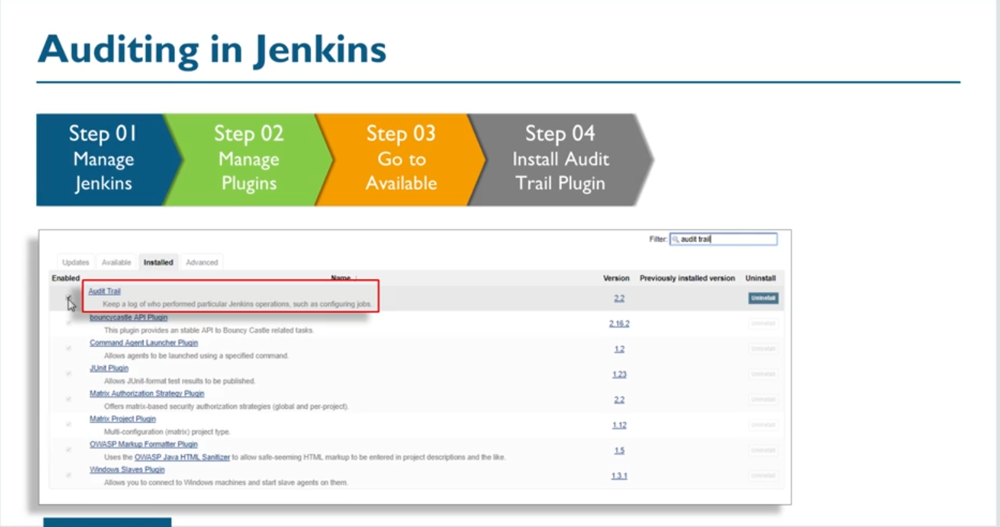 Auditing in Jenkins
Step 01
Manage
Jenkins
Step 02
Manage
Plugins
Step 03
Go to
Available
Step 04
Install Audit
Trail Plugin
Filter: audit trail
Updates Available Installed Advanced
Enabled Name ↓ Version Previously installed version Uninstall
Audit Trail 2.2 Uninstall
Keep a log of who performed particular Jenkins operations, such as configuring jobs.
bouncycastle API Plugin 2.16.2 Uninstall
This plugin provides an stable API to Bouncy Castle related tasks.
Command Agent Launcher Plugin 1.2 Uninstall
Allows agents to be launched using a specified command.
JUnit Plugin 1.23 Uninstall
Allows JUnit-format test results to be published.
Matrix Authorization Strategy Plugin 2.2 Uninstall
Offers matrix-based security authorization strategies (global and per-project).
Matrix Project Plugin 1.12 Uninstall
Multi-configuration (matrix) project type.
OWASP Markup Formatter Plugin 1.5 Uninstall
Uses the OWASP Java HTML Sanitizer to allow safe-seeming HTML markup to be entered in project descriptions and the like.
Windows Slaves Plugin 1.3.1 Uninstall
Allows you to connect to Windows machines and start slave agents on them.